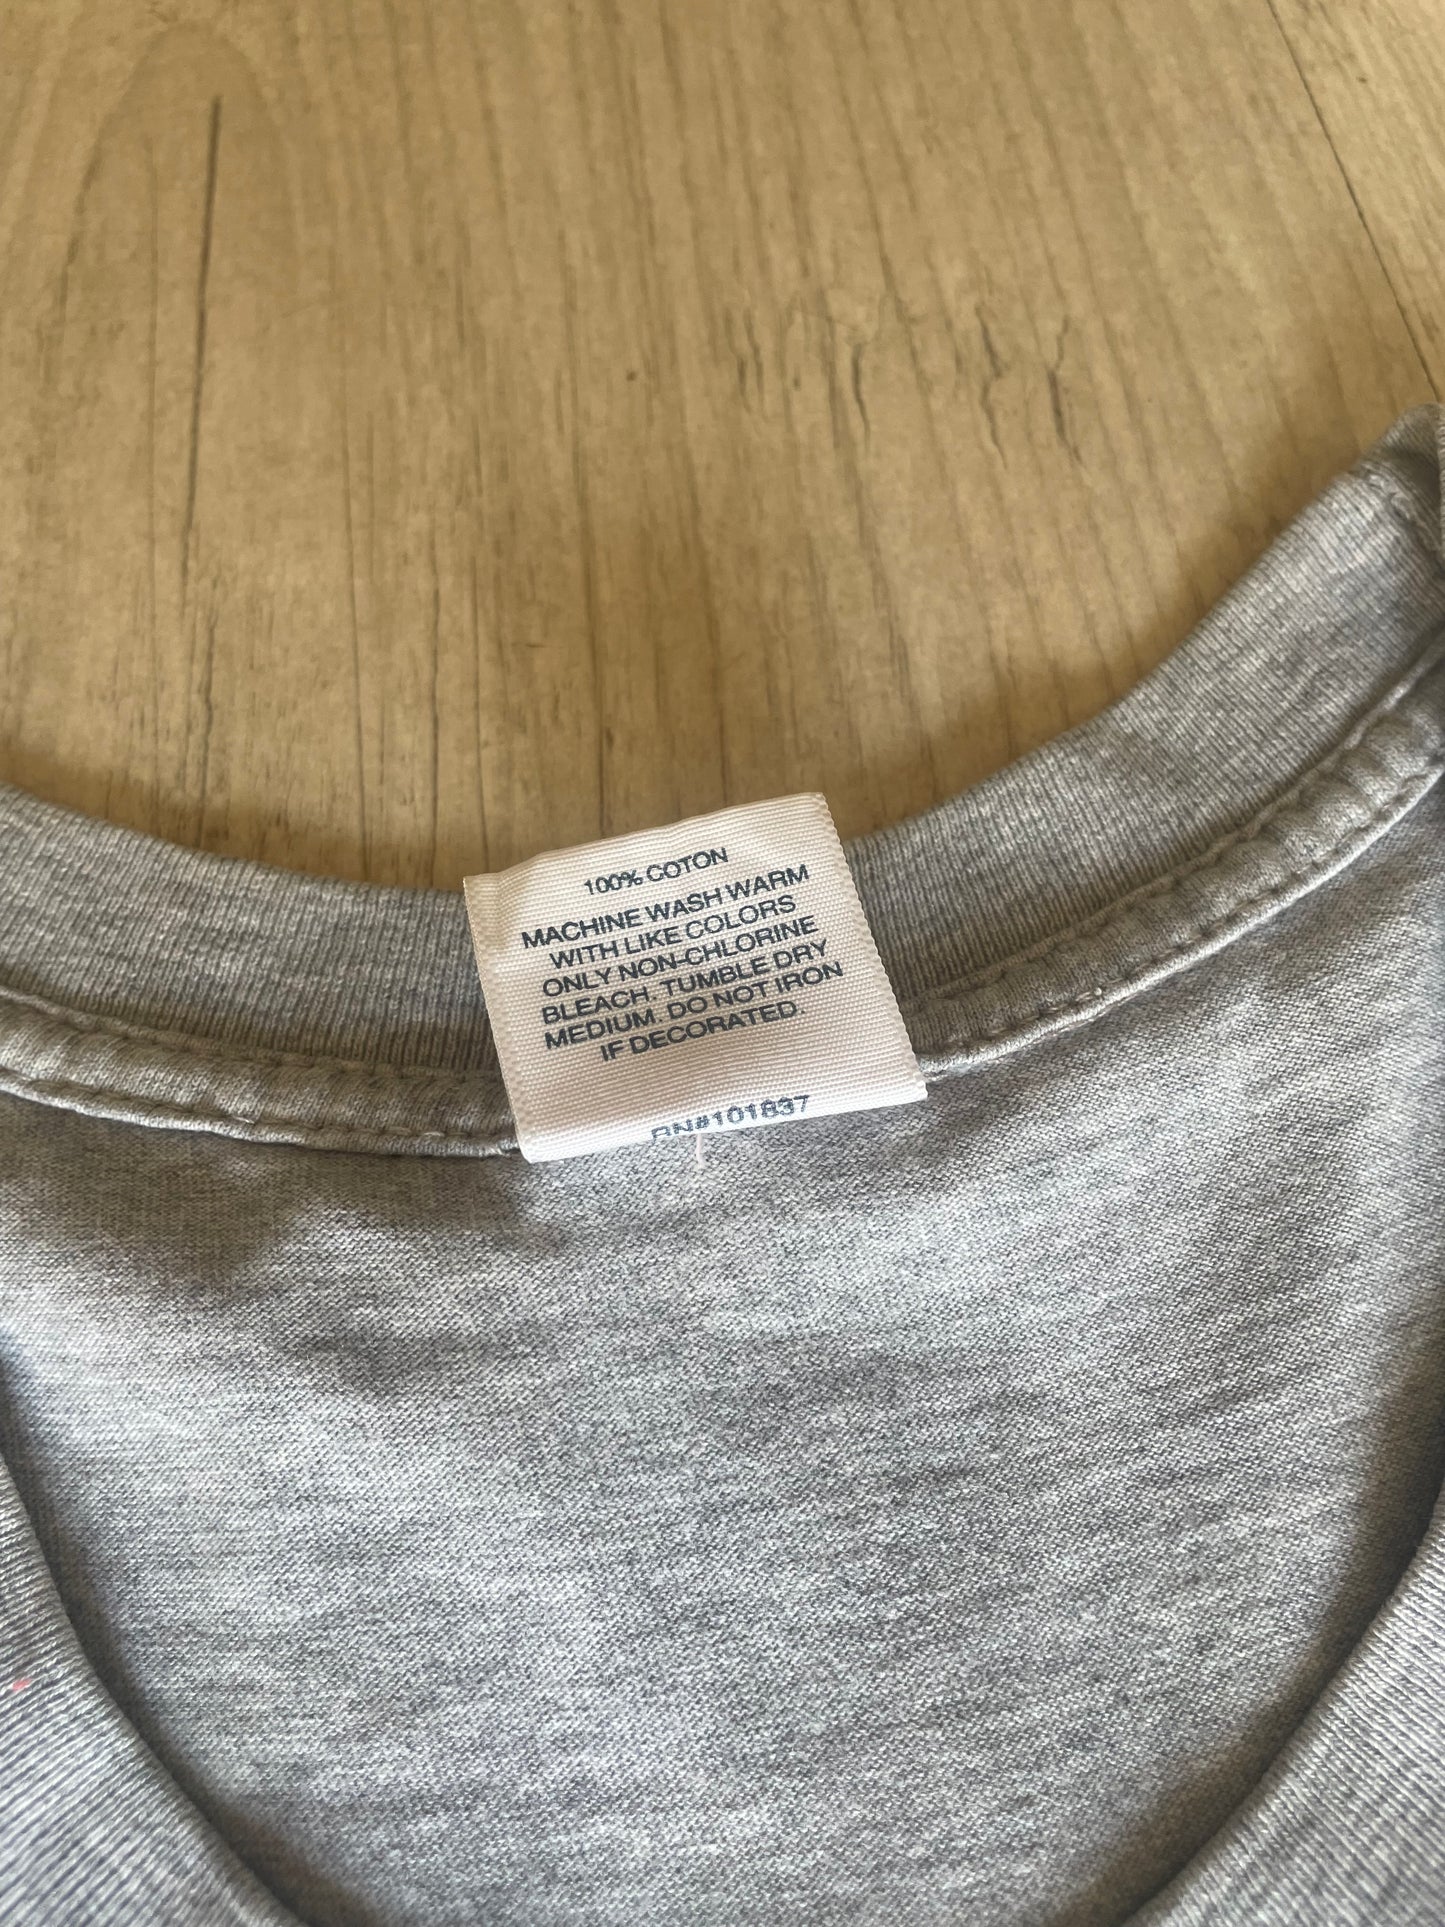 100% COTON
MACHINE WASH WARM
WITH LIKE COLORS
ONLY NON-CHLORINE
BLEACH. TUMBLE DRY
MEDIUM. DO NOT IRON
IF DECORATED.
RN#101837